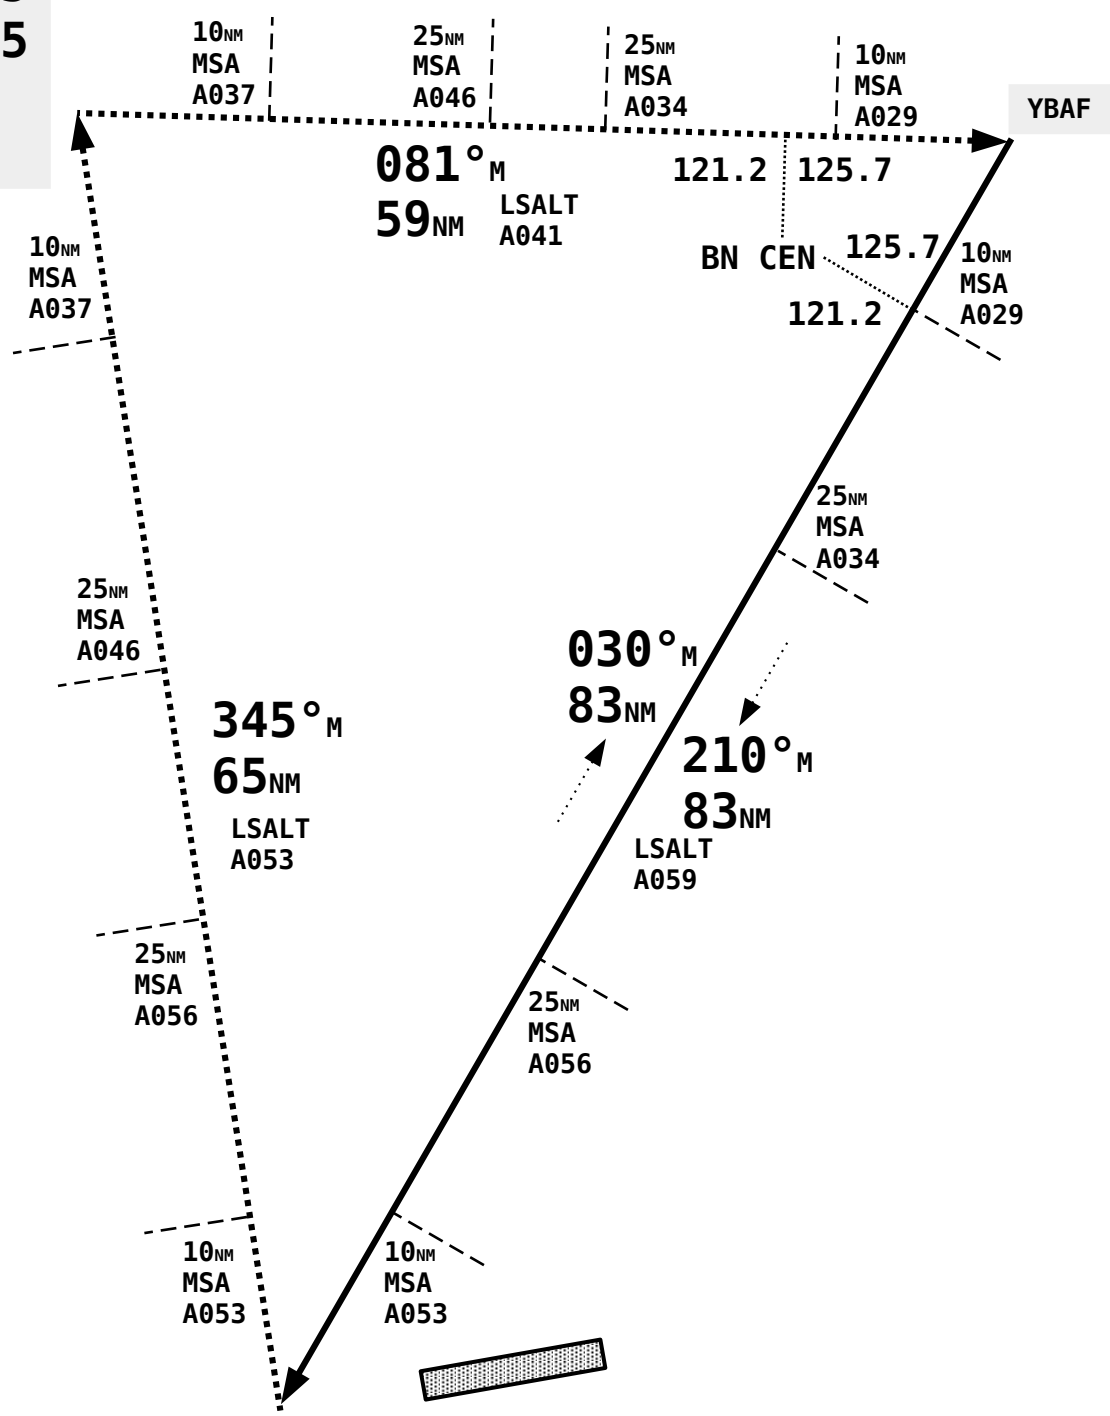 5
10NM
MSA
A037
25NM
MSA
A046
25NM
MSA
A034
10NM
MSA
A029
YBAF
081°M
59NM
LSALT
A041
121.2
125.7
BN CEN
125.7
121.2
10NM
MSA
A029
10NM
MSA
A037
25NM
MSA
A034
25NM
MSA
A046
030°M
83NM
210°M
83NM
LSALT
A059
345°M
65NM
LSALT
A053
25NM
MSA
A056
25NM
MSA
A056
10NM
MSA
A053
10NM
MSA
A053